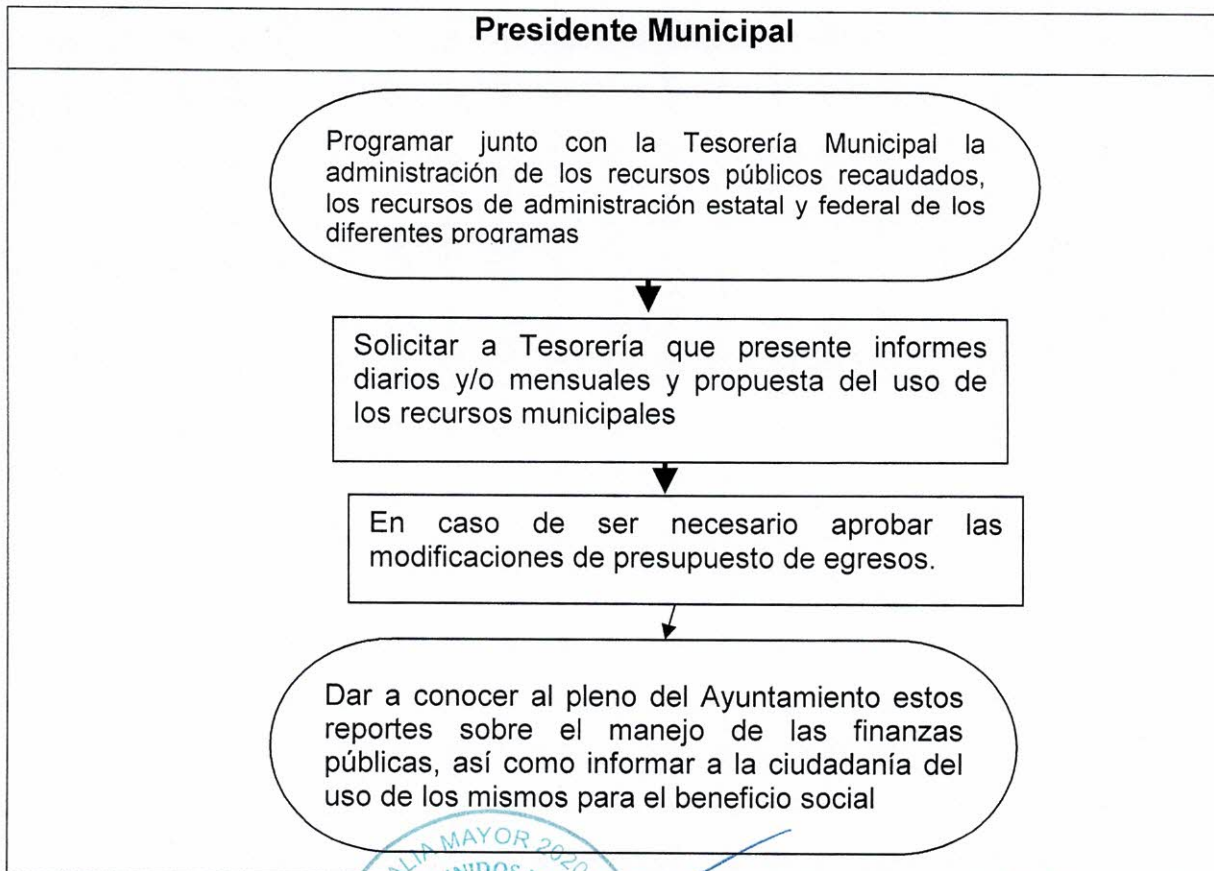 Presidente Municipal
Programar junto con la Tesorería Municipal la
administración de los recursos públicos recaudados,
los recursos de administración estatal y federal de los
diferentes programas
Solicitar a Tesorería que presente informes
diarios y/o mensuales y propuesta del uso de
los recursos municipales
En caso de ser necesario aprobar las
modificaciones de presupuesto de egresos.
Dar a conocer al pleno del Ayuntamiento estos
reportes sobre el manejo de las finanzas
públicas, así como informar a la ciudadanía del
uso de los mismos para el beneficio social
MAYOR